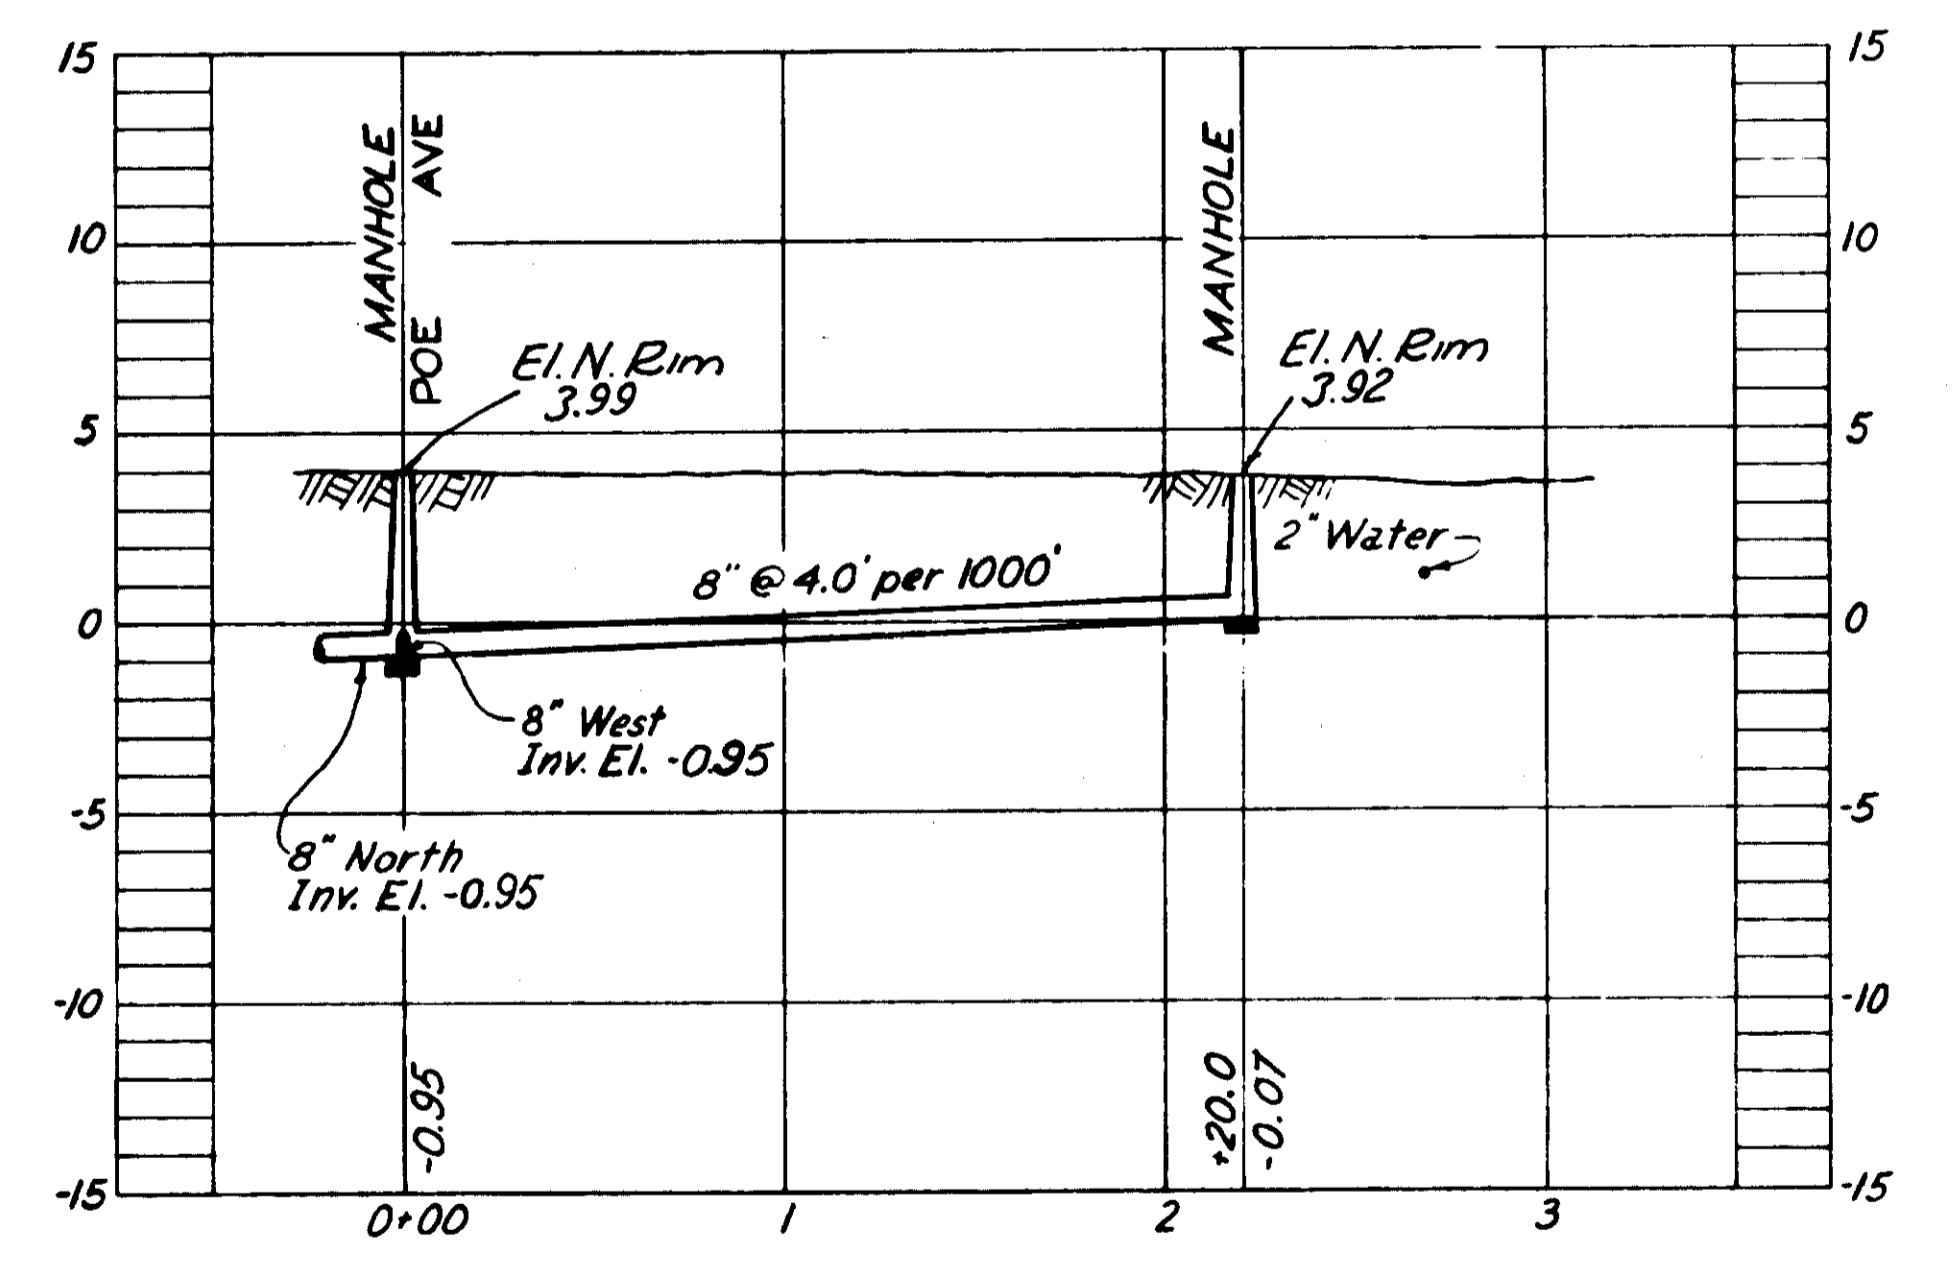 15
10
5
0
-5
-10
-15
15
10
5
0
-5
-10
-15
MANHOLE
POE AVE
El. N. Rim
3.99
MANHOLE
El. N. Rim
3.92
2" Water
8" @ 4.0' per 1000'
8" West
Inv. El. -0.95
8" North
Inv. El. -0.95
-0.95
+20.0
-0.07
0+00
1
2
3